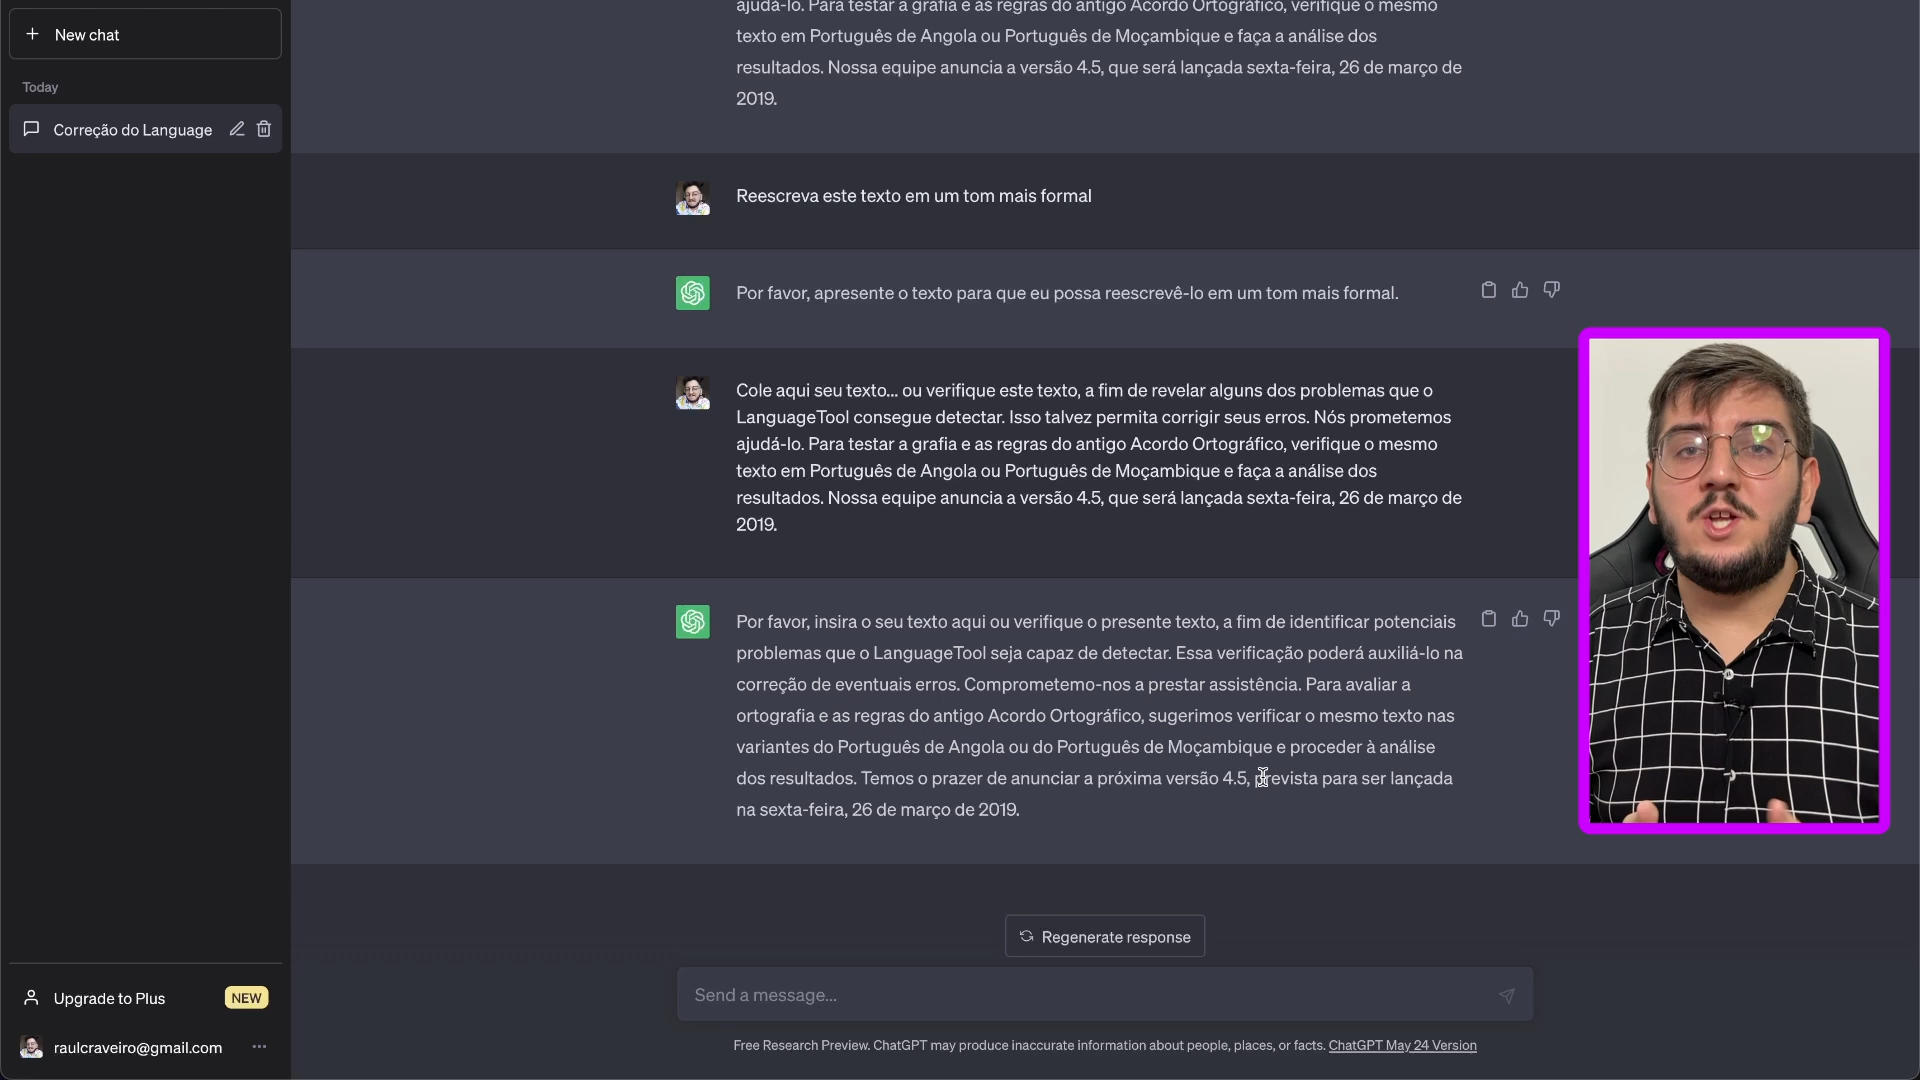 New chat
Today
Correção do Language
ajudá-lo. Para testar a grafia e as regras do antigo Acordo Ortográfico, verifique o mesmo
texto em Português de Angola ou Português de Moçambique e faça a análise dos
resultados. Nossa equipe anuncia a versão 4.5, que será lançada sexta-feira, 26 de março de
2019.
Reescreva este texto em um tom mais formal
Por favor, apresente o texto para que eu possa reescrevê-lo em um tom mais formal.
Cole aqui seu texto... ou verifique este texto, a fim de revelar alguns dos problemas que o
LanguageTool consegue detectar. Isso talvez permita corrigir seus erros. Nós prometemos
ajudá-lo. Para testar a grafia e as regras do antigo Acordo Ortográfico, verifique o mesmo
texto em Português de Angola ou Português de Moçambique e faça a análise dos
resultados. Nossa equipe anuncia a versão 4.5, que será lançada sexta-feira, 26 de março de
2019.
Por favor, insira o seu texto aqui ou verifique o presente texto, a fim de identificar potenciais
problemas que o LanguageTool seja capaz de detectar. Essa verificação poderá auxiliá-lo na
correção de eventuais erros. Comprometemo-nos a prestar assistência. Para avaliar a
ortografia e as regras do antigo Acordo Ortográfico, sugerimos verificar o mesmo texto nas
variantes do Português de Angola ou do Português de Moçambique e proceder à análise
dos resultados. Temos o prazer de anunciar a próxima versão 4.5, prevista para ser lançada
na sexta-feira, 26 de março de 2019.
Regenerate response
Send a message...
Free Research Preview. ChatGPT may produce inaccurate information about people, places, or facts. ChatGPT May 24 Version
Upgrade to Plus NEW
raulcraveiro@gmail.com